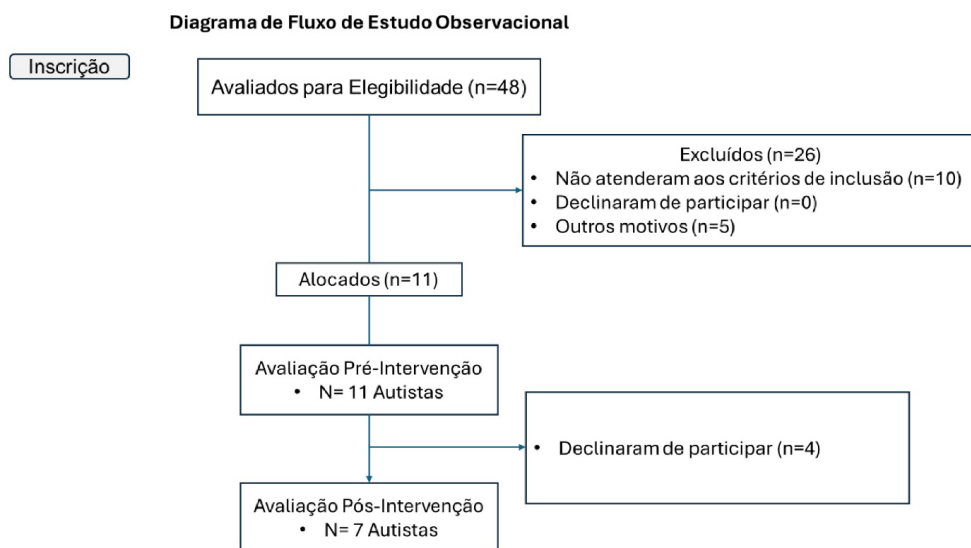 Diagrama de Fluxo de Estudo Observacional
Inscrição
Avaliados para Elegibilidade (n=48)
Excluídos (n=26)
• Não atenderam aos critérios de inclusão (n=10)
• Declinaram de participar (n=0)
• Outros motivos (n=5)
Alocados (n=11)
Avaliação Pré-Intervenção
• N= 11 Autistas
• Declinaram de participar (n=4)
Avaliação Pós-Intervenção
• N= 7 Autistas